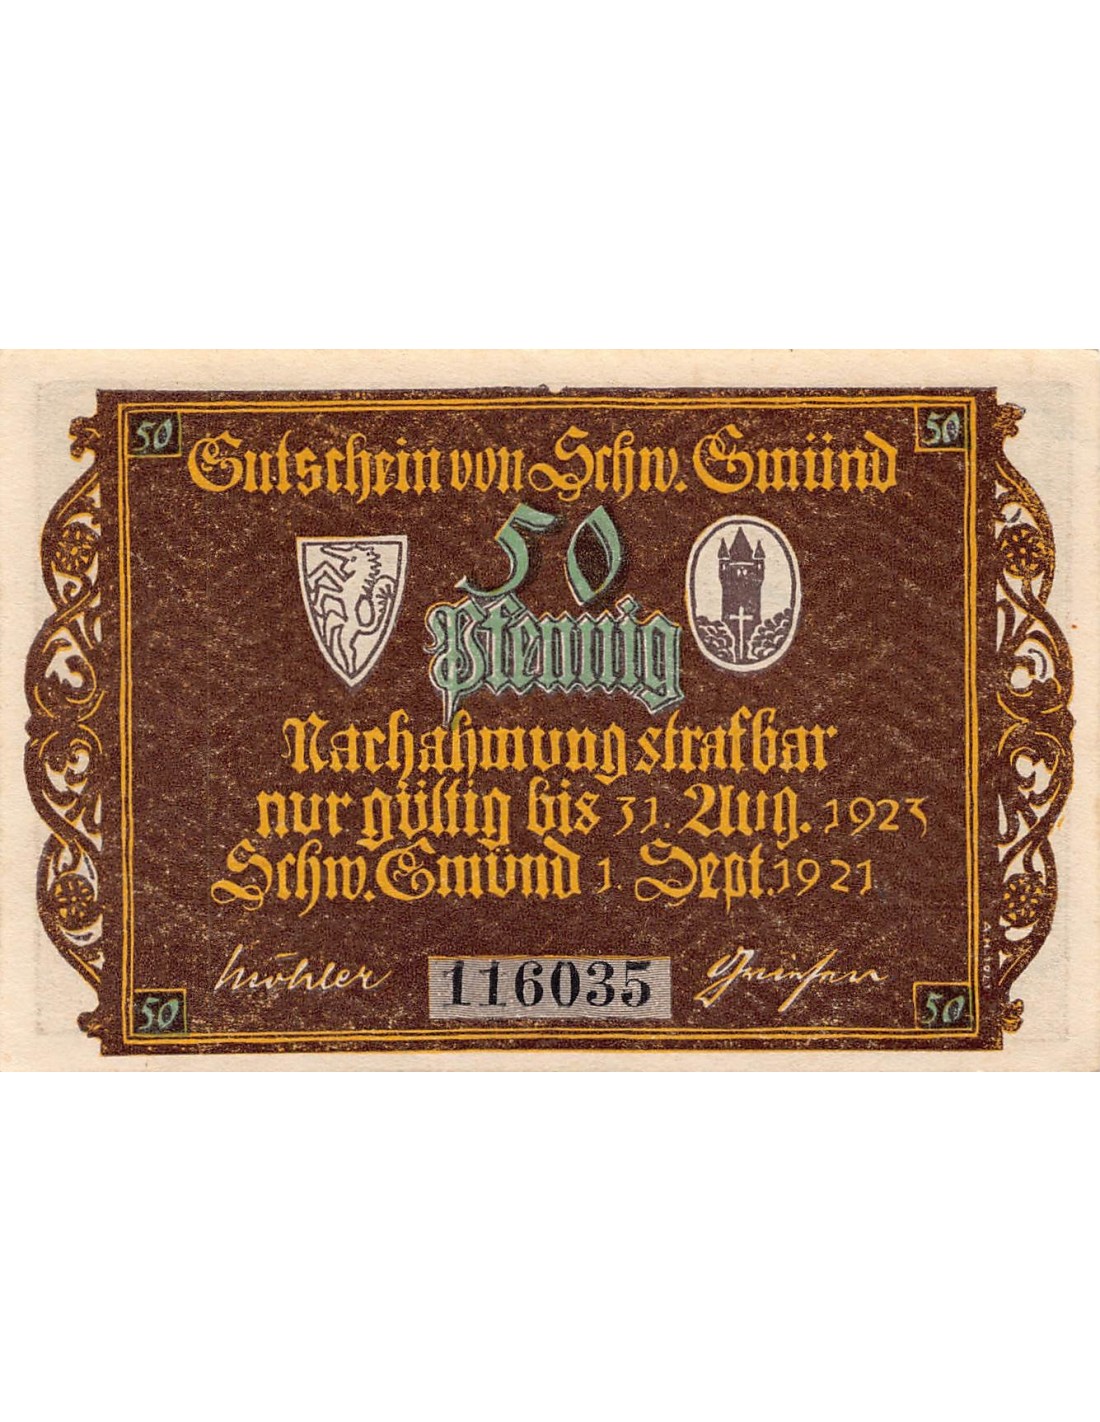 50 50
Gutschein von Schw. Gmünd
50
Pfennig
Nachahmung strafbar
nur gültig bis 31. Aug. 1923
Schw. Gmünd 1. Sept. 1921
Möhler 116035
50 50